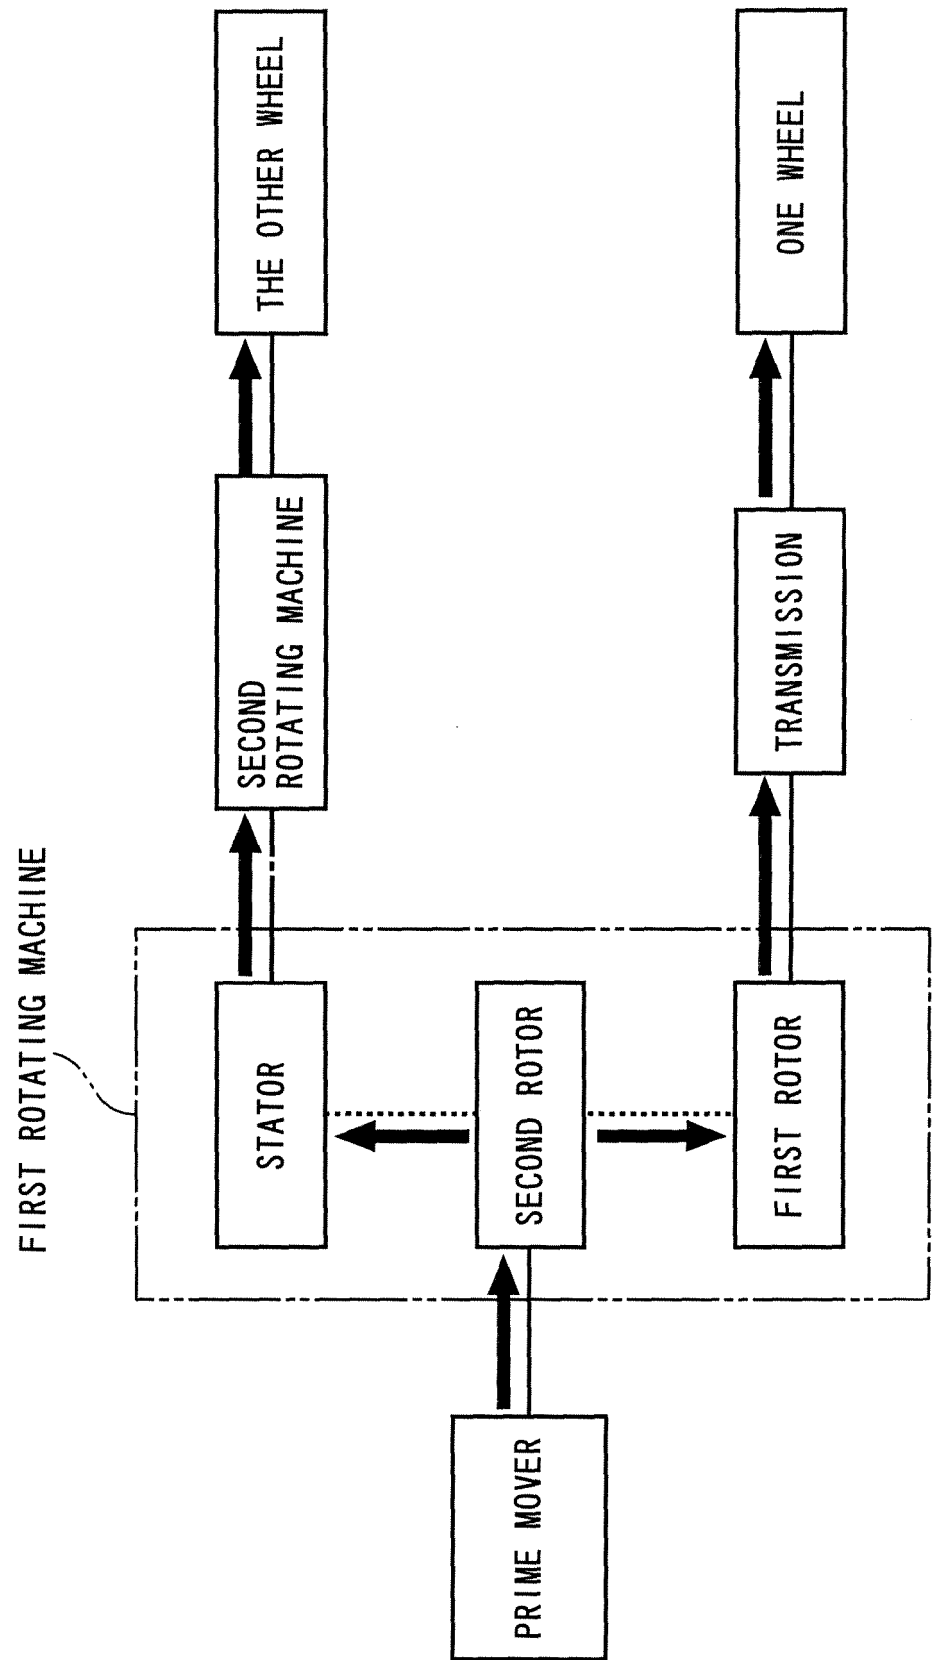 FIRST ROTATING MACHINE
STATOR
SECOND
ROTATING MACHINE
THE OTHER WHEEL
PRIME MOVER
SECOND ROTOR
FIRST ROTOR
TRANSMISSION
ONE WHEEL